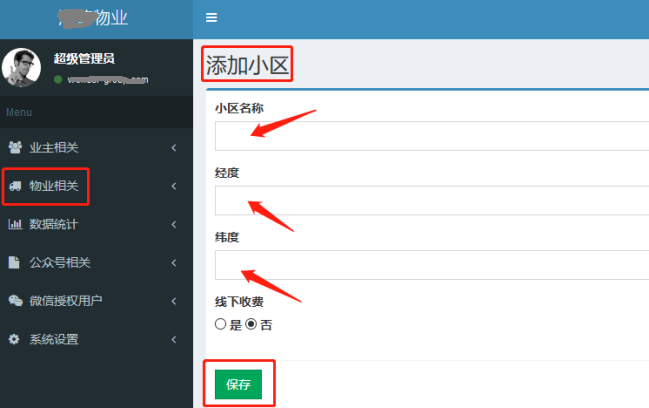 物业
超级管理员
Menu
业主相关
物业相关
数据统计
公众号相关
微信授权用户
系统设置
添加小区
小区名称
经度
纬度
线下收费
是 否
保存